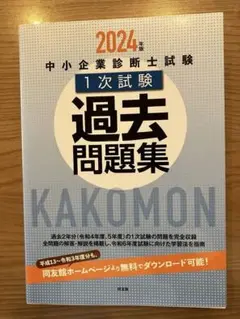 2024年版
中小企業診断士試験
1次試験
過去
問題集
KAKOMON
過去2年分（令和4年度、5年度）の1次試験の問題を完全収録
全問題の解答・解説を掲載し、令和6年度試験に向けた学習法を指南
平成13～令和3年度分も、
同友館ホームページより無料でダウンロード可能！
同友館